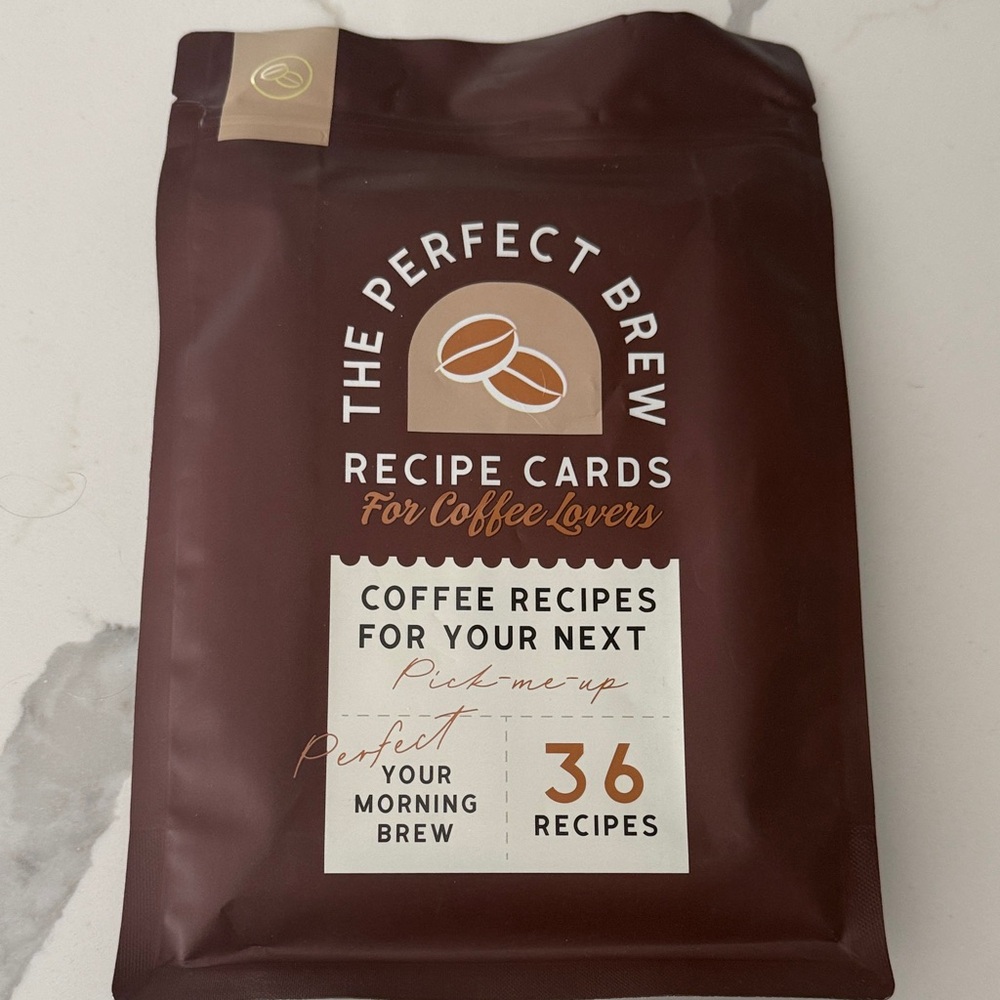 THE PERFECT BREW
RECIPE CARDS
For Coffee Lovers
COFFEE RECIPES
FOR YOUR NEXT
Pick-me-up
Perfect
YOUR
MORNING
BREW
36
RECIPES